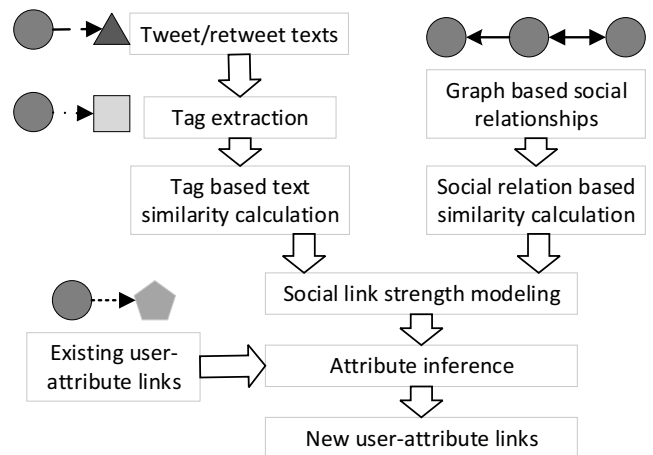 Tweet/retweet texts
Tag extraction
Tag based text
similarity calculation
Graph based social
relationships
Social relation based
similarity calculation
Social link strength modeling
Existing user-
attribute links
Attribute inference
New user-attribute links